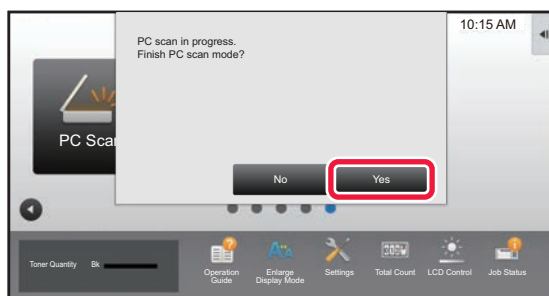 10:15 AM
PC scan in progress.
Finish PC scan mode?
PC Scan
No
Yes
Toner Quantity
Bk
Operation
Guide
Enlarge
Display Mode
Settings
Total Count
LCD Control
Job Status